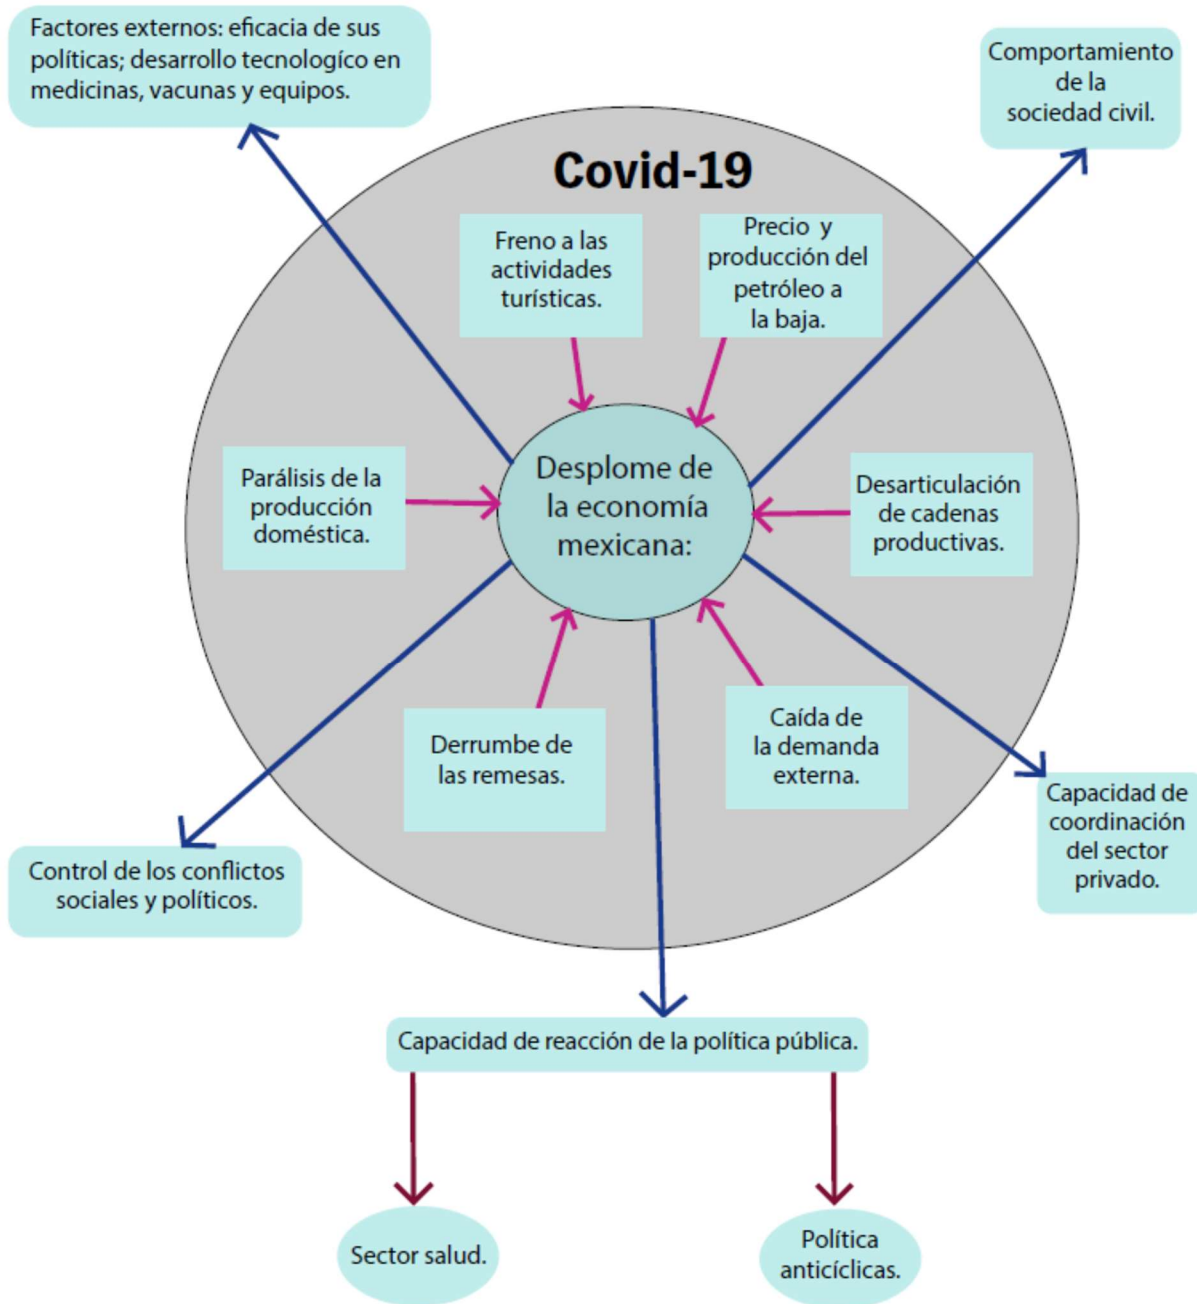 Factores externos: eficacia de sus
políticas; desarrollo tecnologíco en
medicinas, vacunas y equipos.
Comportamiento
de la
sociedad civil.
Covid-19
Freno a las
actividades
turísticas.
Precio y
producción del
petróleo a
la baja.
Parálisis de la
producción
doméstica.
Desplome de
la economía
mexicana:
Desarticulación
de cadenas
productivas.
Derrumbe de
las remesas.
Caída de
la demanda
externa.
Control de los conflictos
sociales y políticos.
Capacidad de
coordinación
del sector
privado.
Capacidad de reacción de la política pública.
Sector salud.
Política
anticíclicas.